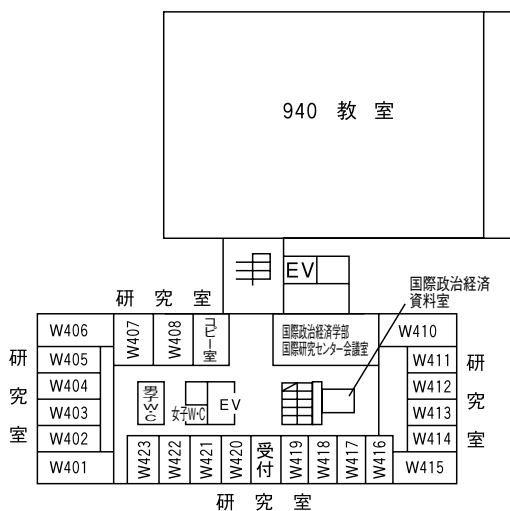 940 教室
EV
国際政治経済
資料室
研究室
W406
W407
W408
コピー室
国際政治経済学部
国際研究センター会議室
W410
研究室
W405
W404
W403
W402
W401
男子WC
女子W・C
EV
W411
W412
W413
W414
W415
研究室
W423
W422
W421
W420
受付
W419
W418
W417
W416
研究室